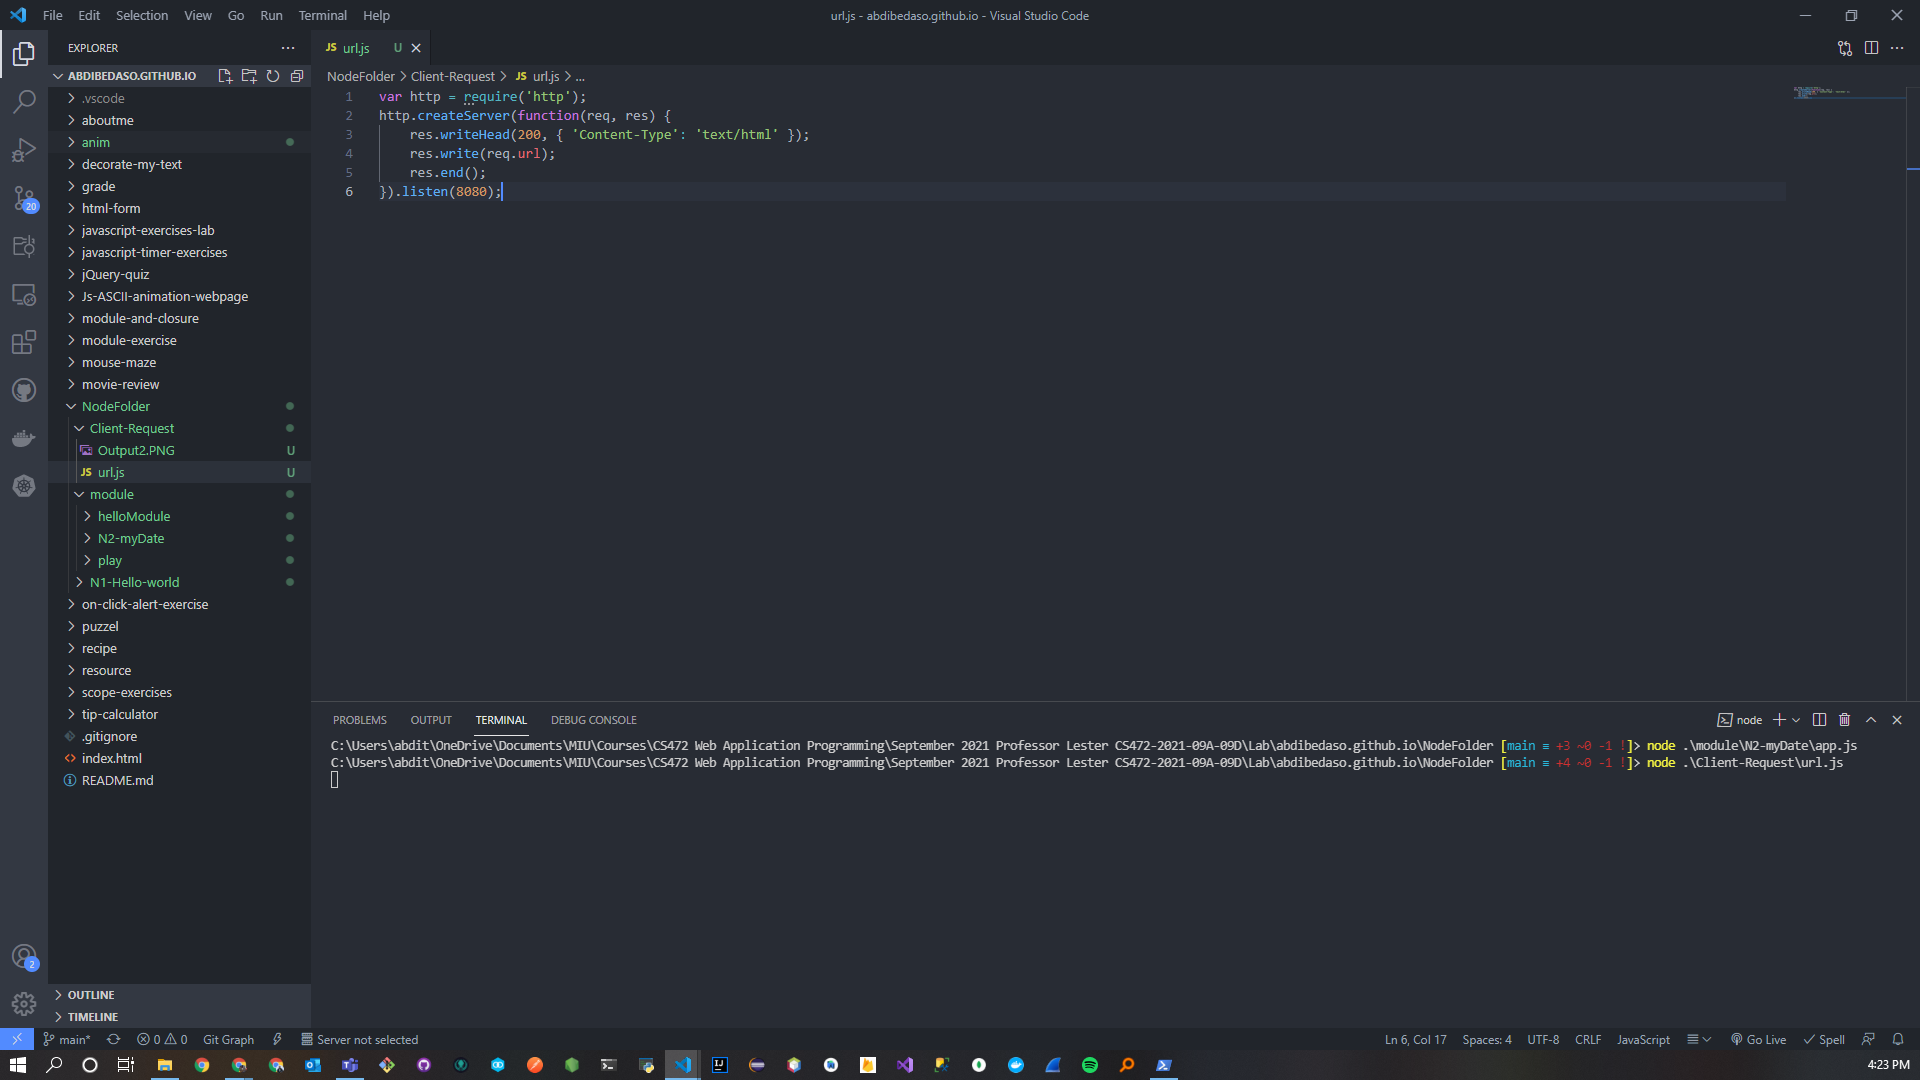 File Edit Selection View Go Run Terminal Help
url.js - abdibedaso.github.io - Visual Studio Code
EXPLORER
ABDIBEDASO.GITHUB.IO
.vscode
aboutme
anim
decorate-my-text
grade
html-form
javascript-exercises-lab
javascript-timer-exercises
jQuery-quiz
Js-ASCII-animation-webpage
module-and-closure
module-exercise
mouse-maze
movie-review
NodeFolder
Client-Request
Output2.PNG U
JS url.js U
module
helloModule
N2-myDate
play
N1-Hello-world
on-click-alert-exercise
puzzel
recipe
resource
scope-exercises
tip-calculator
.gitignore
index.html
README.md
OUTLINE
TIMELINE
20
2
JS url.js U
NodeFolder > Client-Request > JS url.js > ...
1 var http = require('http');
2 http.createServer(function(req, res) {
3 res.writeHead(200, { 'Content-Type': 'text/html' });
4 res.write(req.url);
5 res.end();
6 }).listen(8080);
PROBLEMS OUTPUT TERMINAL DEBUG CONSOLE
node
C:\Users\abdit\OneDrive\Documents\MIU\Courses\CS472 Web Application Programming\September 2021 Professor Lester CS472-2021-09A-09D\Lab\abdibedaso.github.io\NodeFolder [main ≡ +3 ~0 -1 !]> node .\module\N2-myDate\app.js
C:\Users\abdit\OneDrive\Documents\MIU\Courses\CS472 Web Application Programming\September 2021 Professor Lester CS472-2021-09A-09D\Lab\abdibedaso.github.io\NodeFolder [main ≡ +4 ~0 -1 !]> node .\Client-Request\url.js
main* 0 0 Git Graph Server not selected
Ln 6, Col 17 Spaces: 4 UTF-8 CRLF JavaScript Go Live Spell
4:23 PM